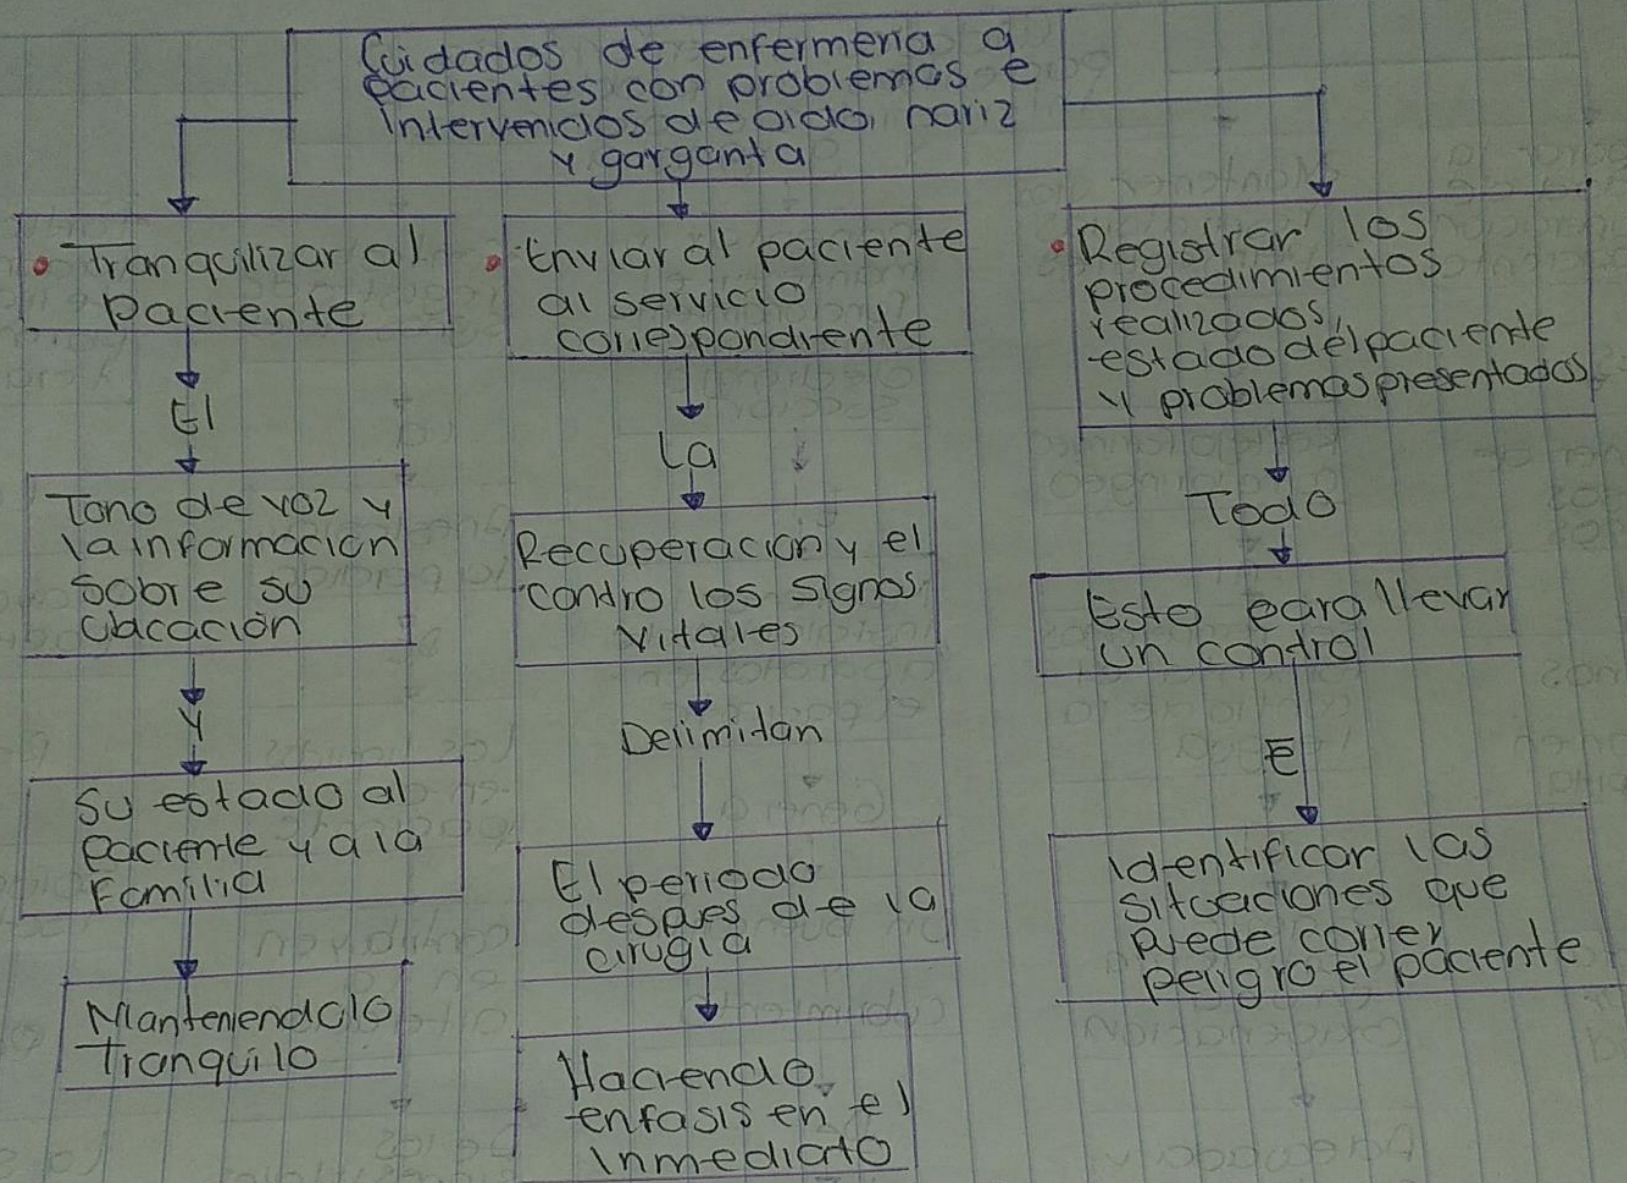 Cuidados de enfermeria a
pacientes con problemas e
intervenidos de oido, nariz
y garganta
• Tranquilizar al
paciente
El
Tono de voz y
la informacion
sobre su
ubicación
Y
Su estado al
paciente y a la
Familia
Manteniendolo
Tranquilo
• Enviar al paciente
al servicio
correspondiente
La
Recuperacion y el
contro los signos
vitales
Delimitan
El periodo
despues de la
cirugia
Haciendo
enfasis en el
inmediato
• Registrar los
procedimientos
realizados,
estado del paciente
y problemas presentados
Todo
Esto para llevar
un control
E
identificar las
situaciones que
puede correr
peligro el paciente